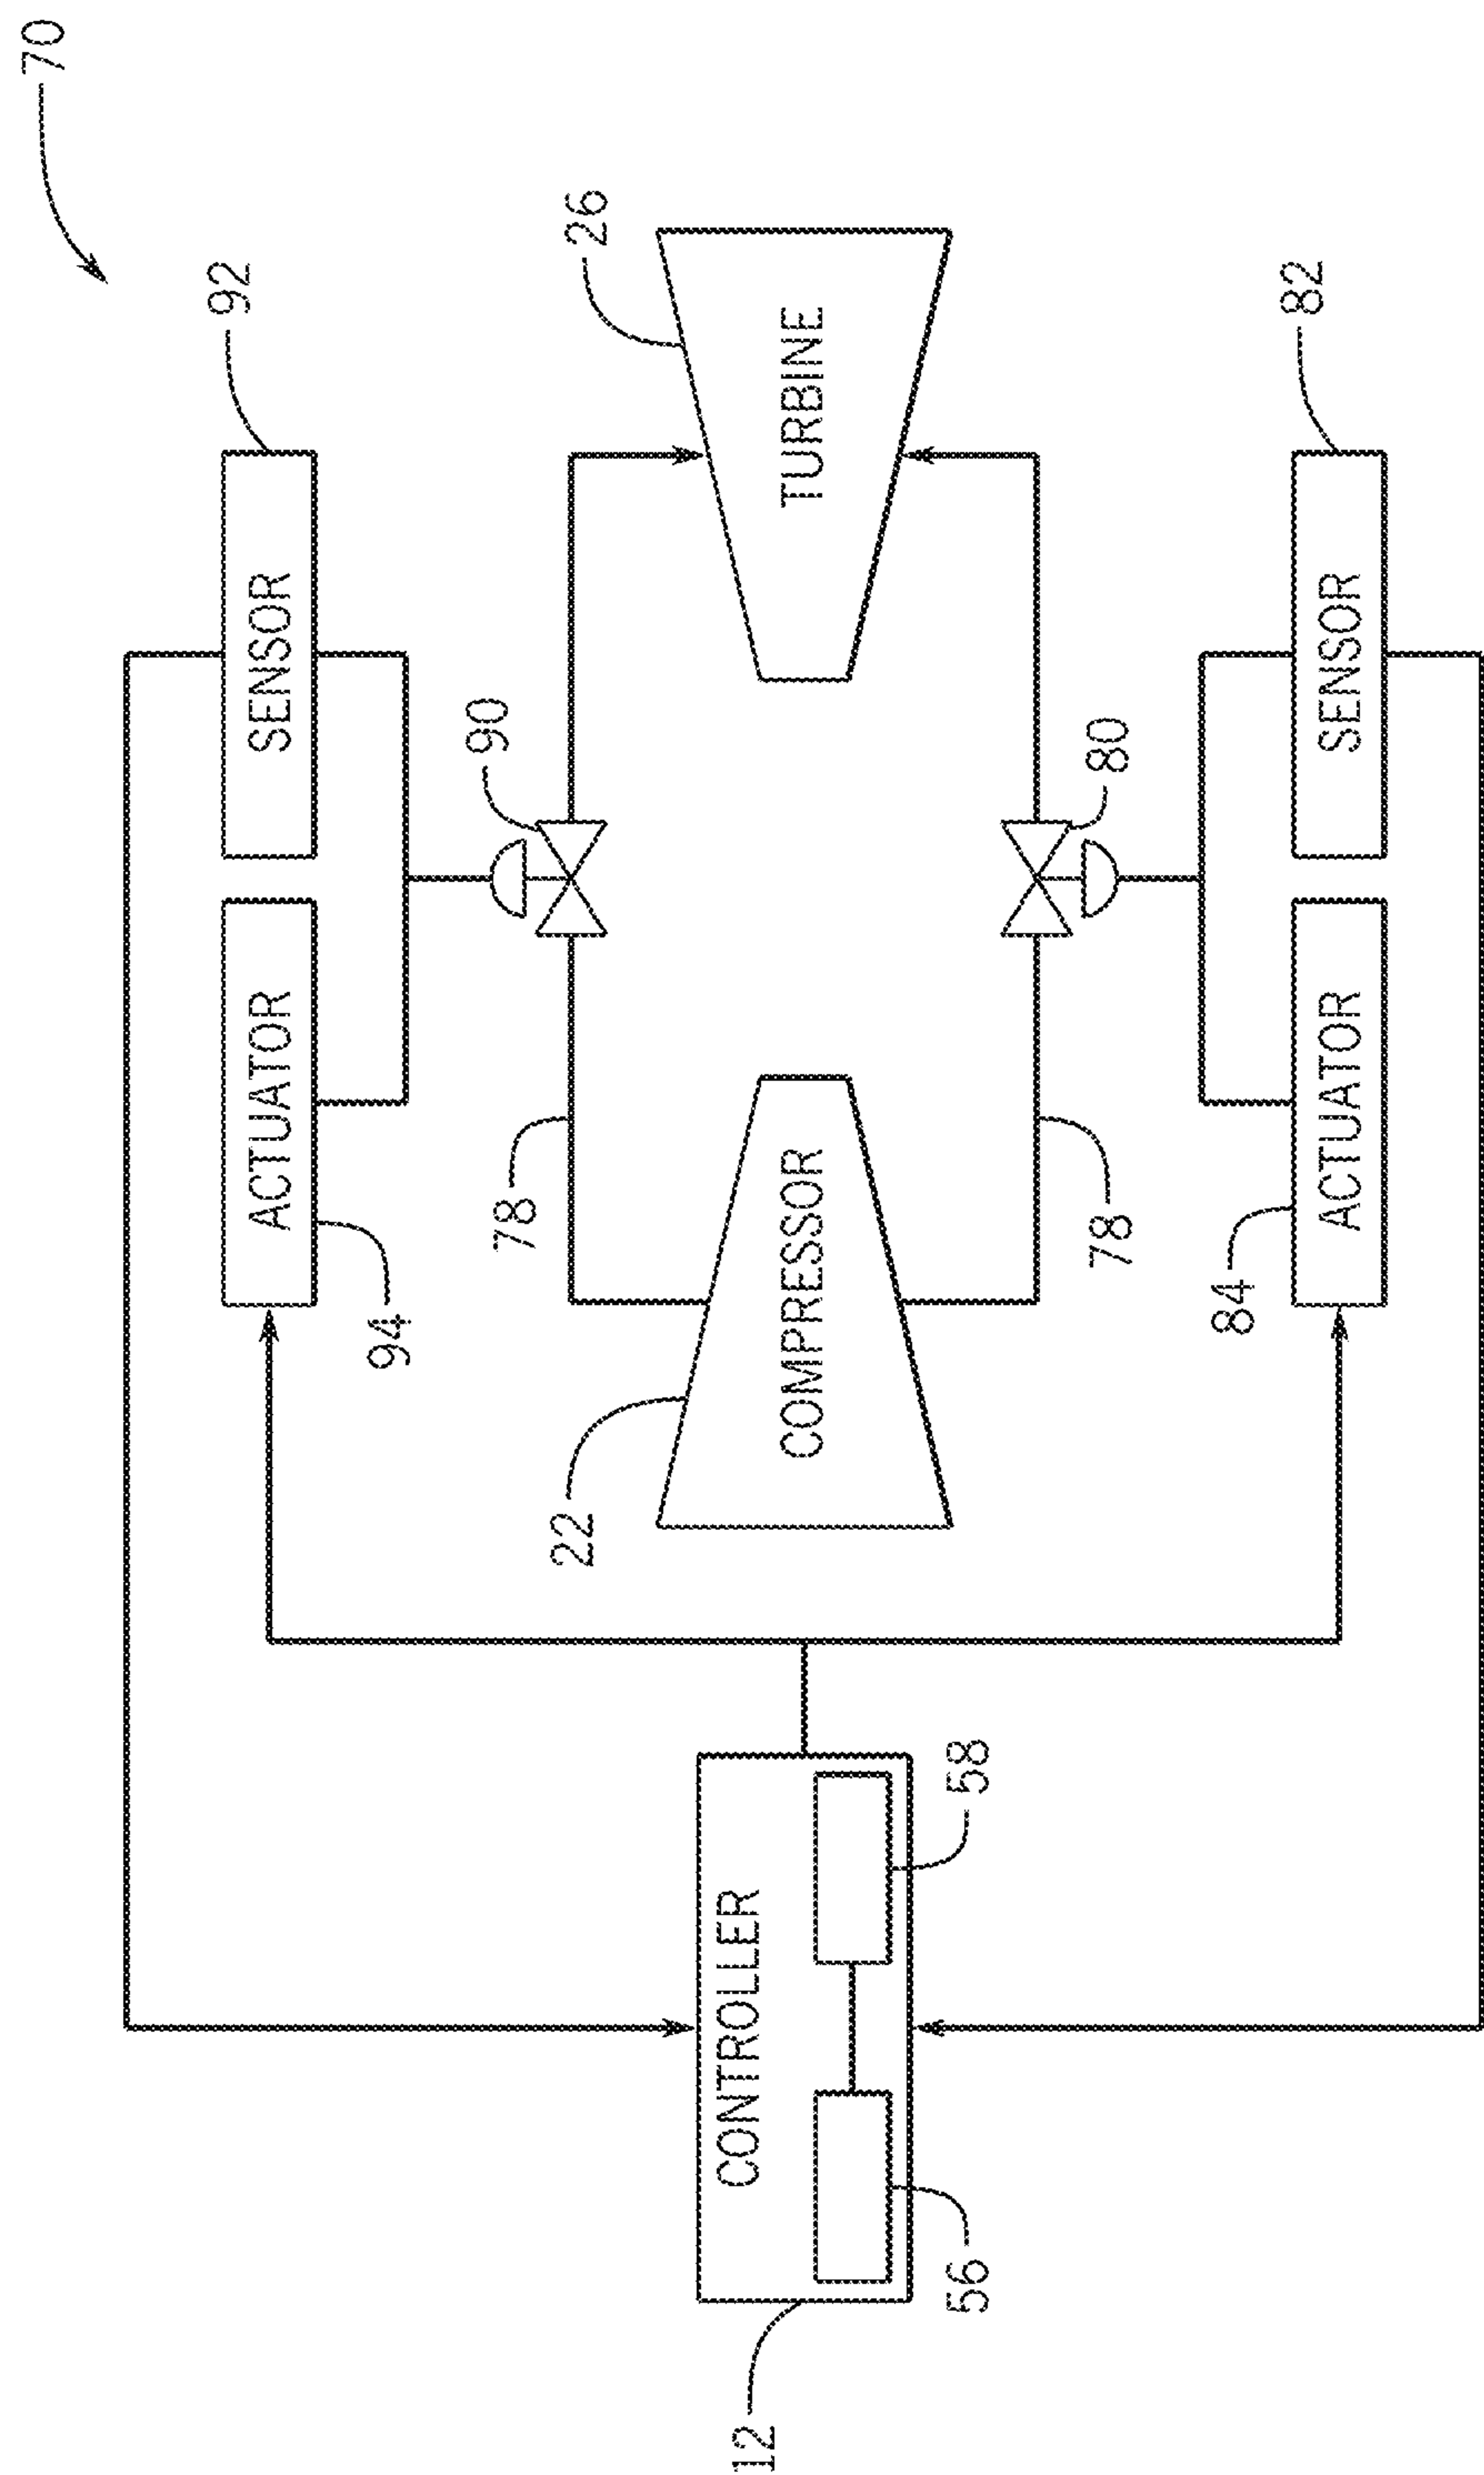 70
92
SENSOR
ACTUATOR
94
90
26
TURBINE
78
22
COMPRESSOR
78
80
82
SENSOR
ACTUATOR
84
CONTROLLER
12
56
58